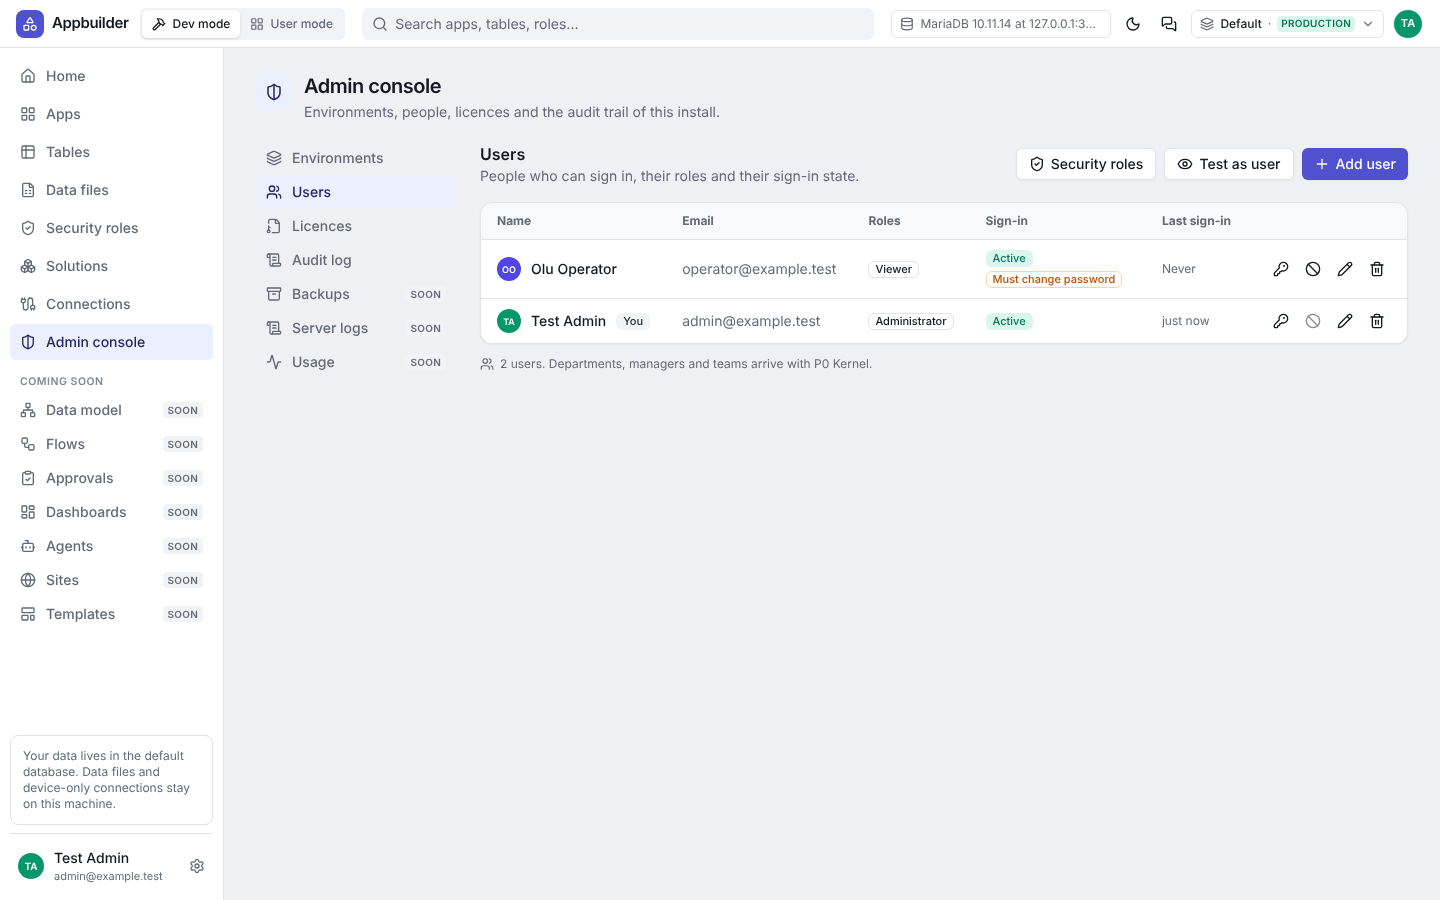 Appbuilder
Dev mode
User mode
Search apps, tables, roles...
MariaDB 10.11.14 at 127.0.0.1:3...
Default · PRODUCTION
TA
Home
Apps
Tables
Data files
Security roles
Solutions
Connections
Admin console
COMING SOON
Data model SOON
Flows SOON
Approvals SOON
Dashboards SOON
Agents SOON
Sites SOON
Templates SOON
Your data lives in the default
database. Data files and
device-only connections stay
on this machine.
TA
Test Admin
admin@example.test
Admin console
Environments, people, licences and the audit trail of this install.
Environments
Users
Licences
Audit log
Backups SOON
Server logs SOON
Usage SOON
Users
People who can sign in, their roles and their sign-in state.
Security roles
Test as user
Add user
Name Email Roles Sign-in Last sign-in
OO Olu Operator operator@example.test Viewer Active Never
Must change password
TA Test Admin You admin@example.test Administrator Active just now
2 users. Departments, managers and teams arrive with P0 Kernel.